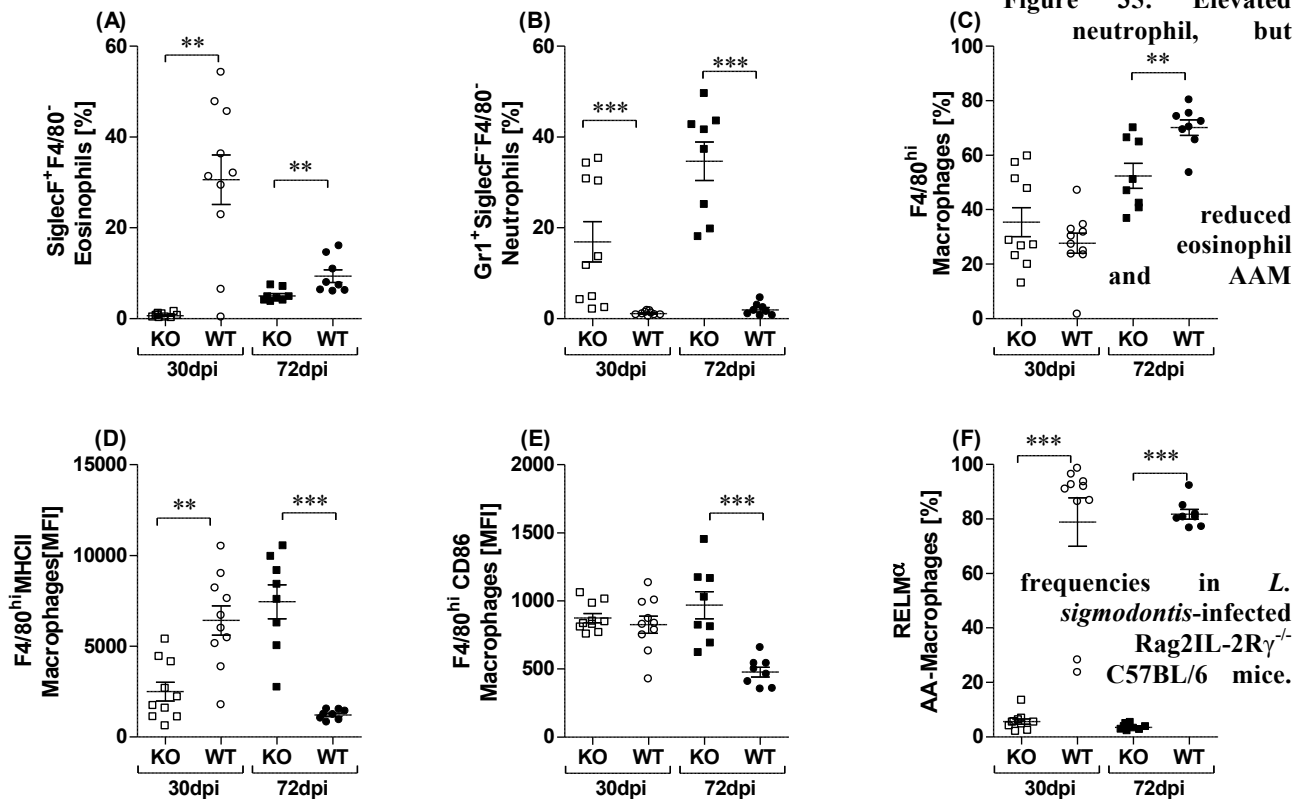 Figure 3S. Elevated
neutrophil, but
reduced
eosinophil
and AAM
frequencies in L.
sigmodontis-infected
Rag2IL-2Rγ-/-
C57BL/6 mice.
(A)
SiglecF+F4/80-
Eosinophils [%]
60
40
20
0
**
**
KO WT KO WT
30dpi 72dpi
(B)
Gr1+SiglecF-F4/80-
Neutrophils [%]
60
40
20
0
***
***
KO WT KO WT
30dpi 72dpi
(C)
F4/80hi
Macrophages [%]
100
80
60
40
20
0
**
KO WT KO WT
30dpi 72dpi
(D)
F4/80hiMHCII
Macrophages[MFI]
15000
10000
5000
0
**
***
KO WT KO WT
30dpi 72dpi
(E)
F4/80hi CD86
Macrophages [MFI]
2000
1500
1000
500
0
***
KO WT KO WT
30dpi 72dpi
(F)
RELMα
AA-Macrophages [%]
100
80
60
40
20
0
***
***
KO WT KO WT
30dpi 72dpi